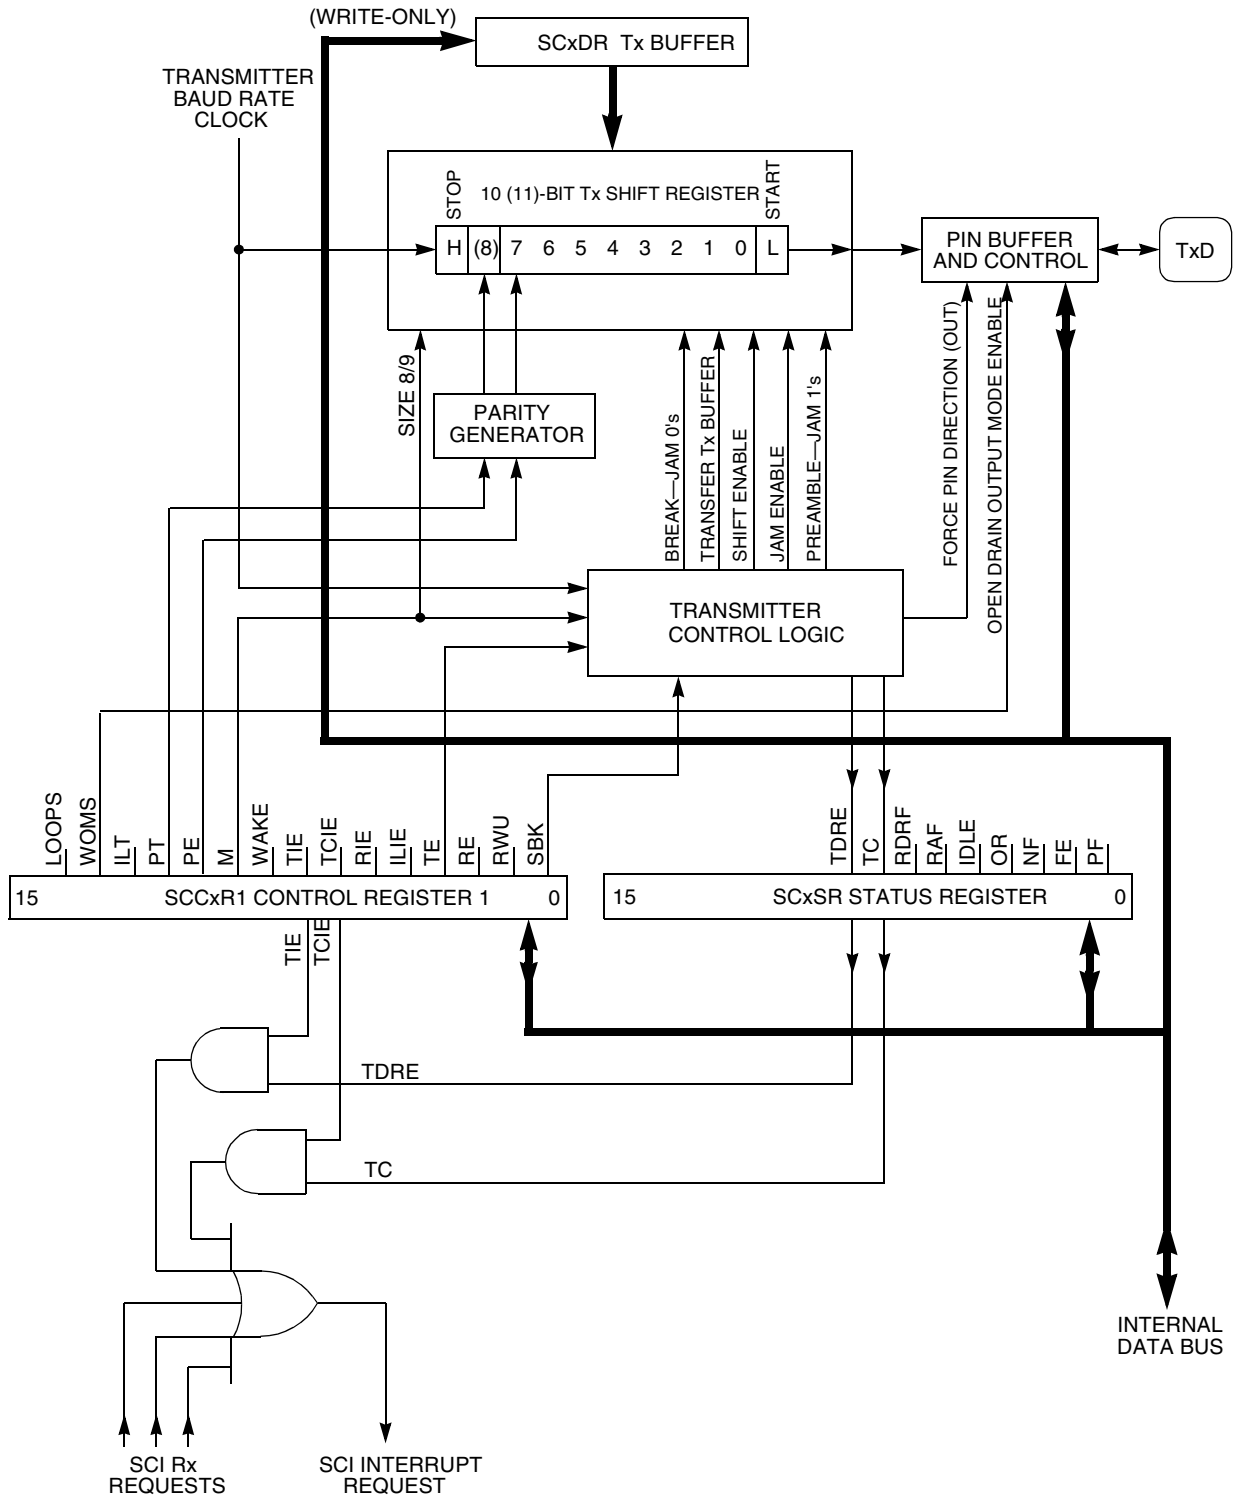 (WRITE-ONLY)
SCxDR Tx BUFFER
TRANSMITTER
BAUD RATE
CLOCK
STOP
10 (11)-BIT Tx SHIFT REGISTER
START
H (8) 7 6 5 4 3 2 1 0 L
PIN BUFFER
AND CONTROL
TxD
SIZE 8/9
PARITY
GENERATOR
BREAK—JAM 0's
TRANSFER Tx BUFFER
SHIFT ENABLE
JAM ENABLE
PREAMBLE—JAM 1's
FORCE PIN DIRECTION (OUT)
OPEN DRAIN OUTPUT MODE ENABLE
TRANSMITTER
CONTROL LOGIC
LOOPS
WOMS
ILT
PT
PE
M
WAKE
TIE
TCIE
RIE
ILIE
TE
RE
RWU
SBK
TDRE
TC
RDRF
RAF
IDLE
OR
NF
FE
PF
15 SCCxR1 CONTROL REGISTER 1 0
15 SCxSR STATUS REGISTER 0
TIE
TCIE
TDRE
TC
INTERNAL
DATA BUS
SCI Rx
REQUESTS
SCI INTERRUPT
REQUEST